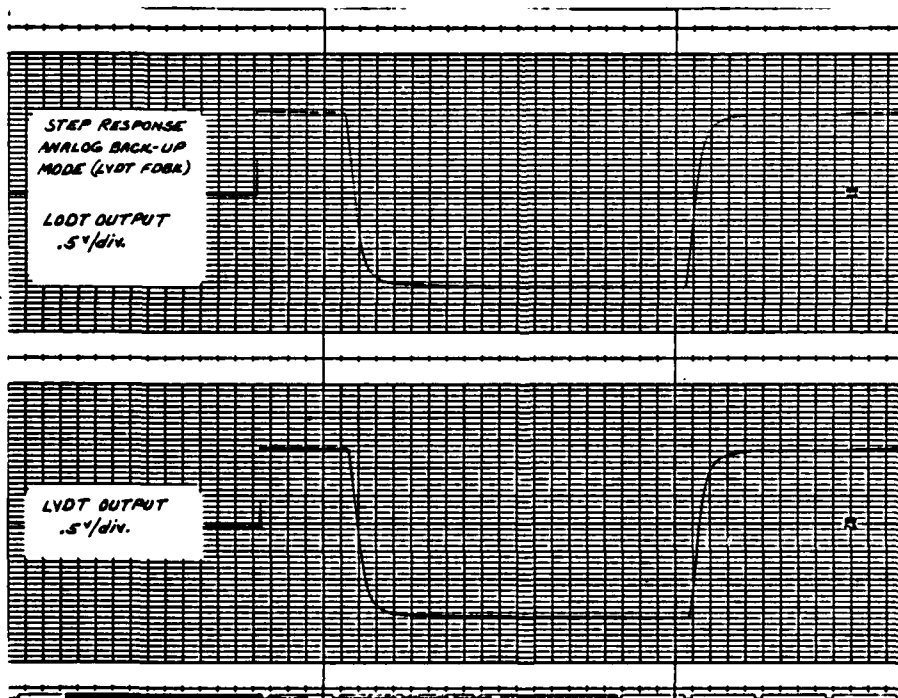 STEP RESPONSE
ANALOG BACK-UP
MODE (LVDT FDBK)
LODT OUTPUT
.5v/div.
LVDT OUTPUT
.5v/div.